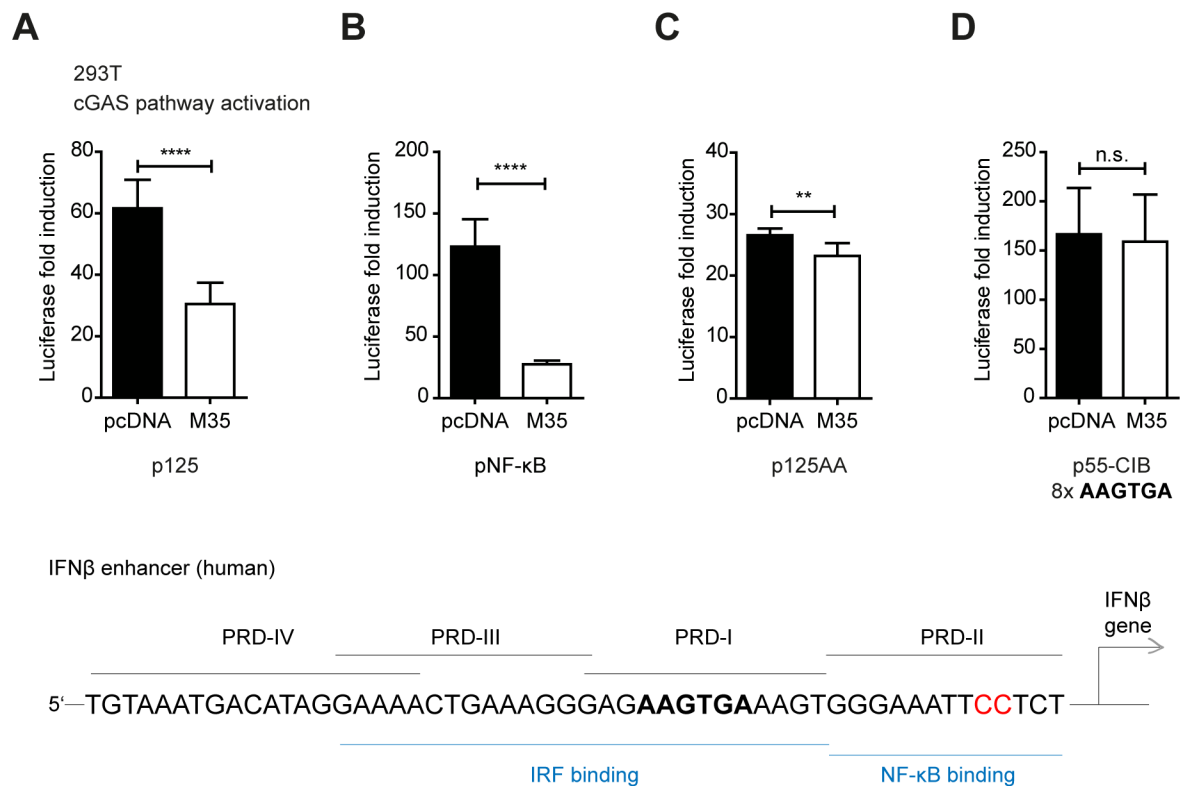 A
B
C
D
293T
cGAS pathway activation
Luciferase fold induction
80
60
40
20
0
****
pcDNA
M35
p125
Luciferase fold induction
200
150
100
50
0
****
pcDNA
M35
pNF-κB
Luciferase fold induction
40
30
20
10
0
**
pcDNA
M35
p125AA
Luciferase fold induction
250
200
150
100
50
0
n.s.
pcDNA
M35
p55-CIB
8x AAGTGA
IFNβ enhancer (human)
IFNβ
gene
PRD-IV
PRD-III
PRD-I
PRD-II
5‘
TGTAAATGACATAGGAAAACTGAAAGGGAGAAGTGAAAGTGGGAAATTCCTCT
IRF binding
NF-κB binding